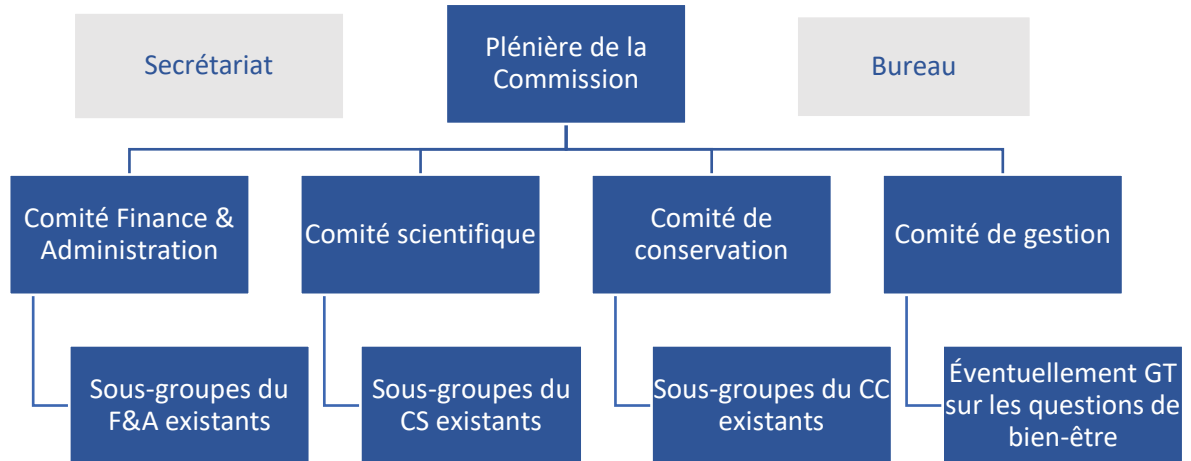 Secrétariat
Plénière de la
Commission
Bureau
Comité Finance &
Administration
Comité scientifique
Comité de
conservation
Comité de gestion
Sous-groupes du
F&A existants
Sous-groupes du
CS existants
Sous-groupes du CC
existants
Éventuellement GT
sur les questions de
bien-être